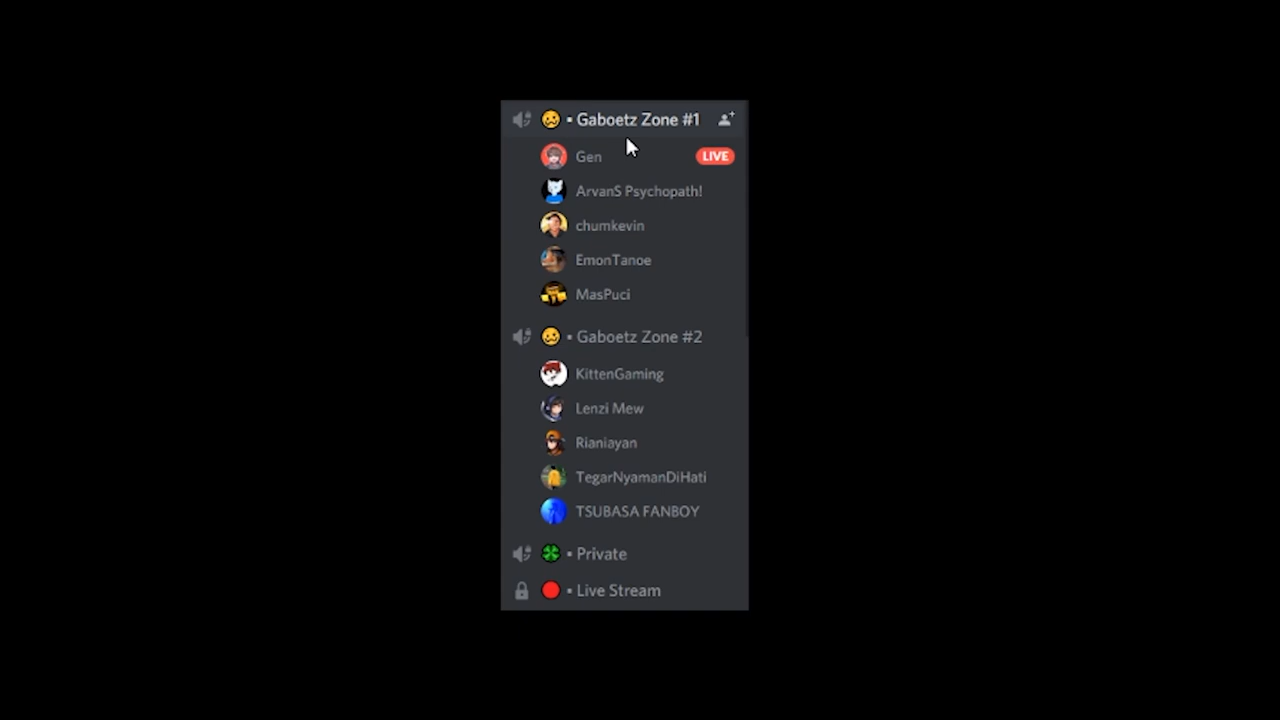 ▪ Gaboetz Zone #1
Gen LIVE
ArvanS Psychopath!
chumkevin
EmonTanoe
MasPuci
▪ Gaboetz Zone #2
KittenGaming
Lenzi Mew
Rianiayan
TegarNyamanDiHati
TSUBASA FANBOY
▪ Private
▪ Live Stream